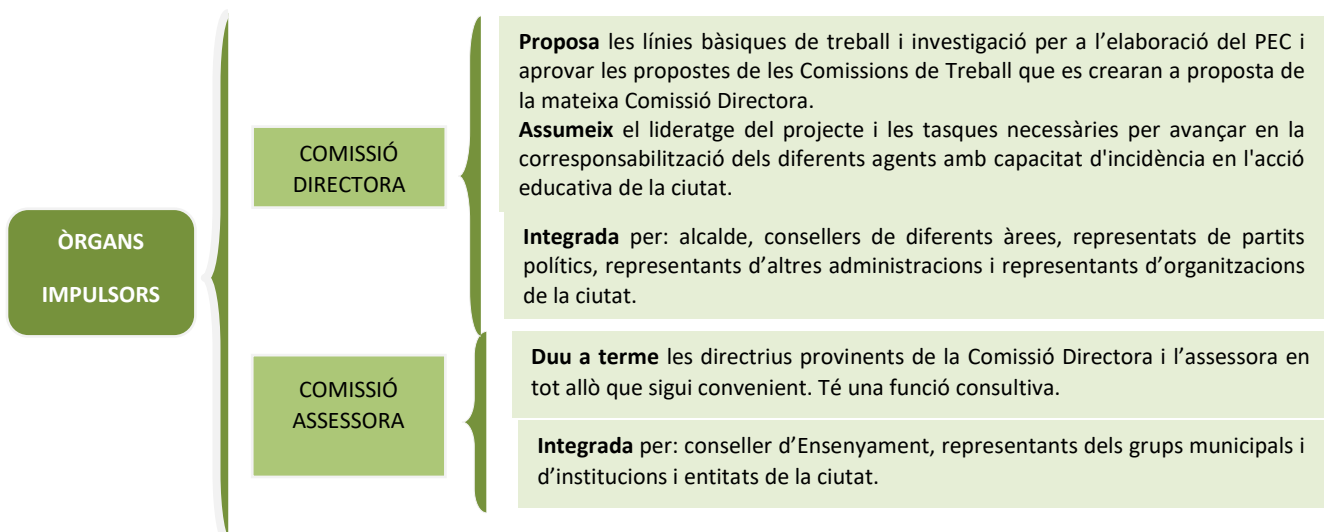 ÒRGANS
IMPULSORS
COMISSIÓ
DIRECTORA
Proposa les línies bàsiques de treball i investigació per a l’elaboració del PEC i
aprovar les propostes de les Comissions de Treball que es crearan a proposta de
la mateixa Comissió Directora.
Assumeix el lideratge del projecte i les tasques necessàries per avançar en la
corresponsabilització dels diferents agents amb capacitat d'incidència en l'acció
educativa de la ciutat.
Integrada per: alcalde, consellers de diferents àrees, representats de partits
polítics, representants d’altres administracions i representants d’organitzacions
de la ciutat.
COMISSIÓ
ASSESSORA
Duu a terme les directrius provinents de la Comissió Directora i l’assessora en
tot allò que sigui convenient. Té una funció consultiva.
Integrada per: conseller d’Ensenyament, representants dels grups municipals i
d’institucions i entitats de la ciutat.